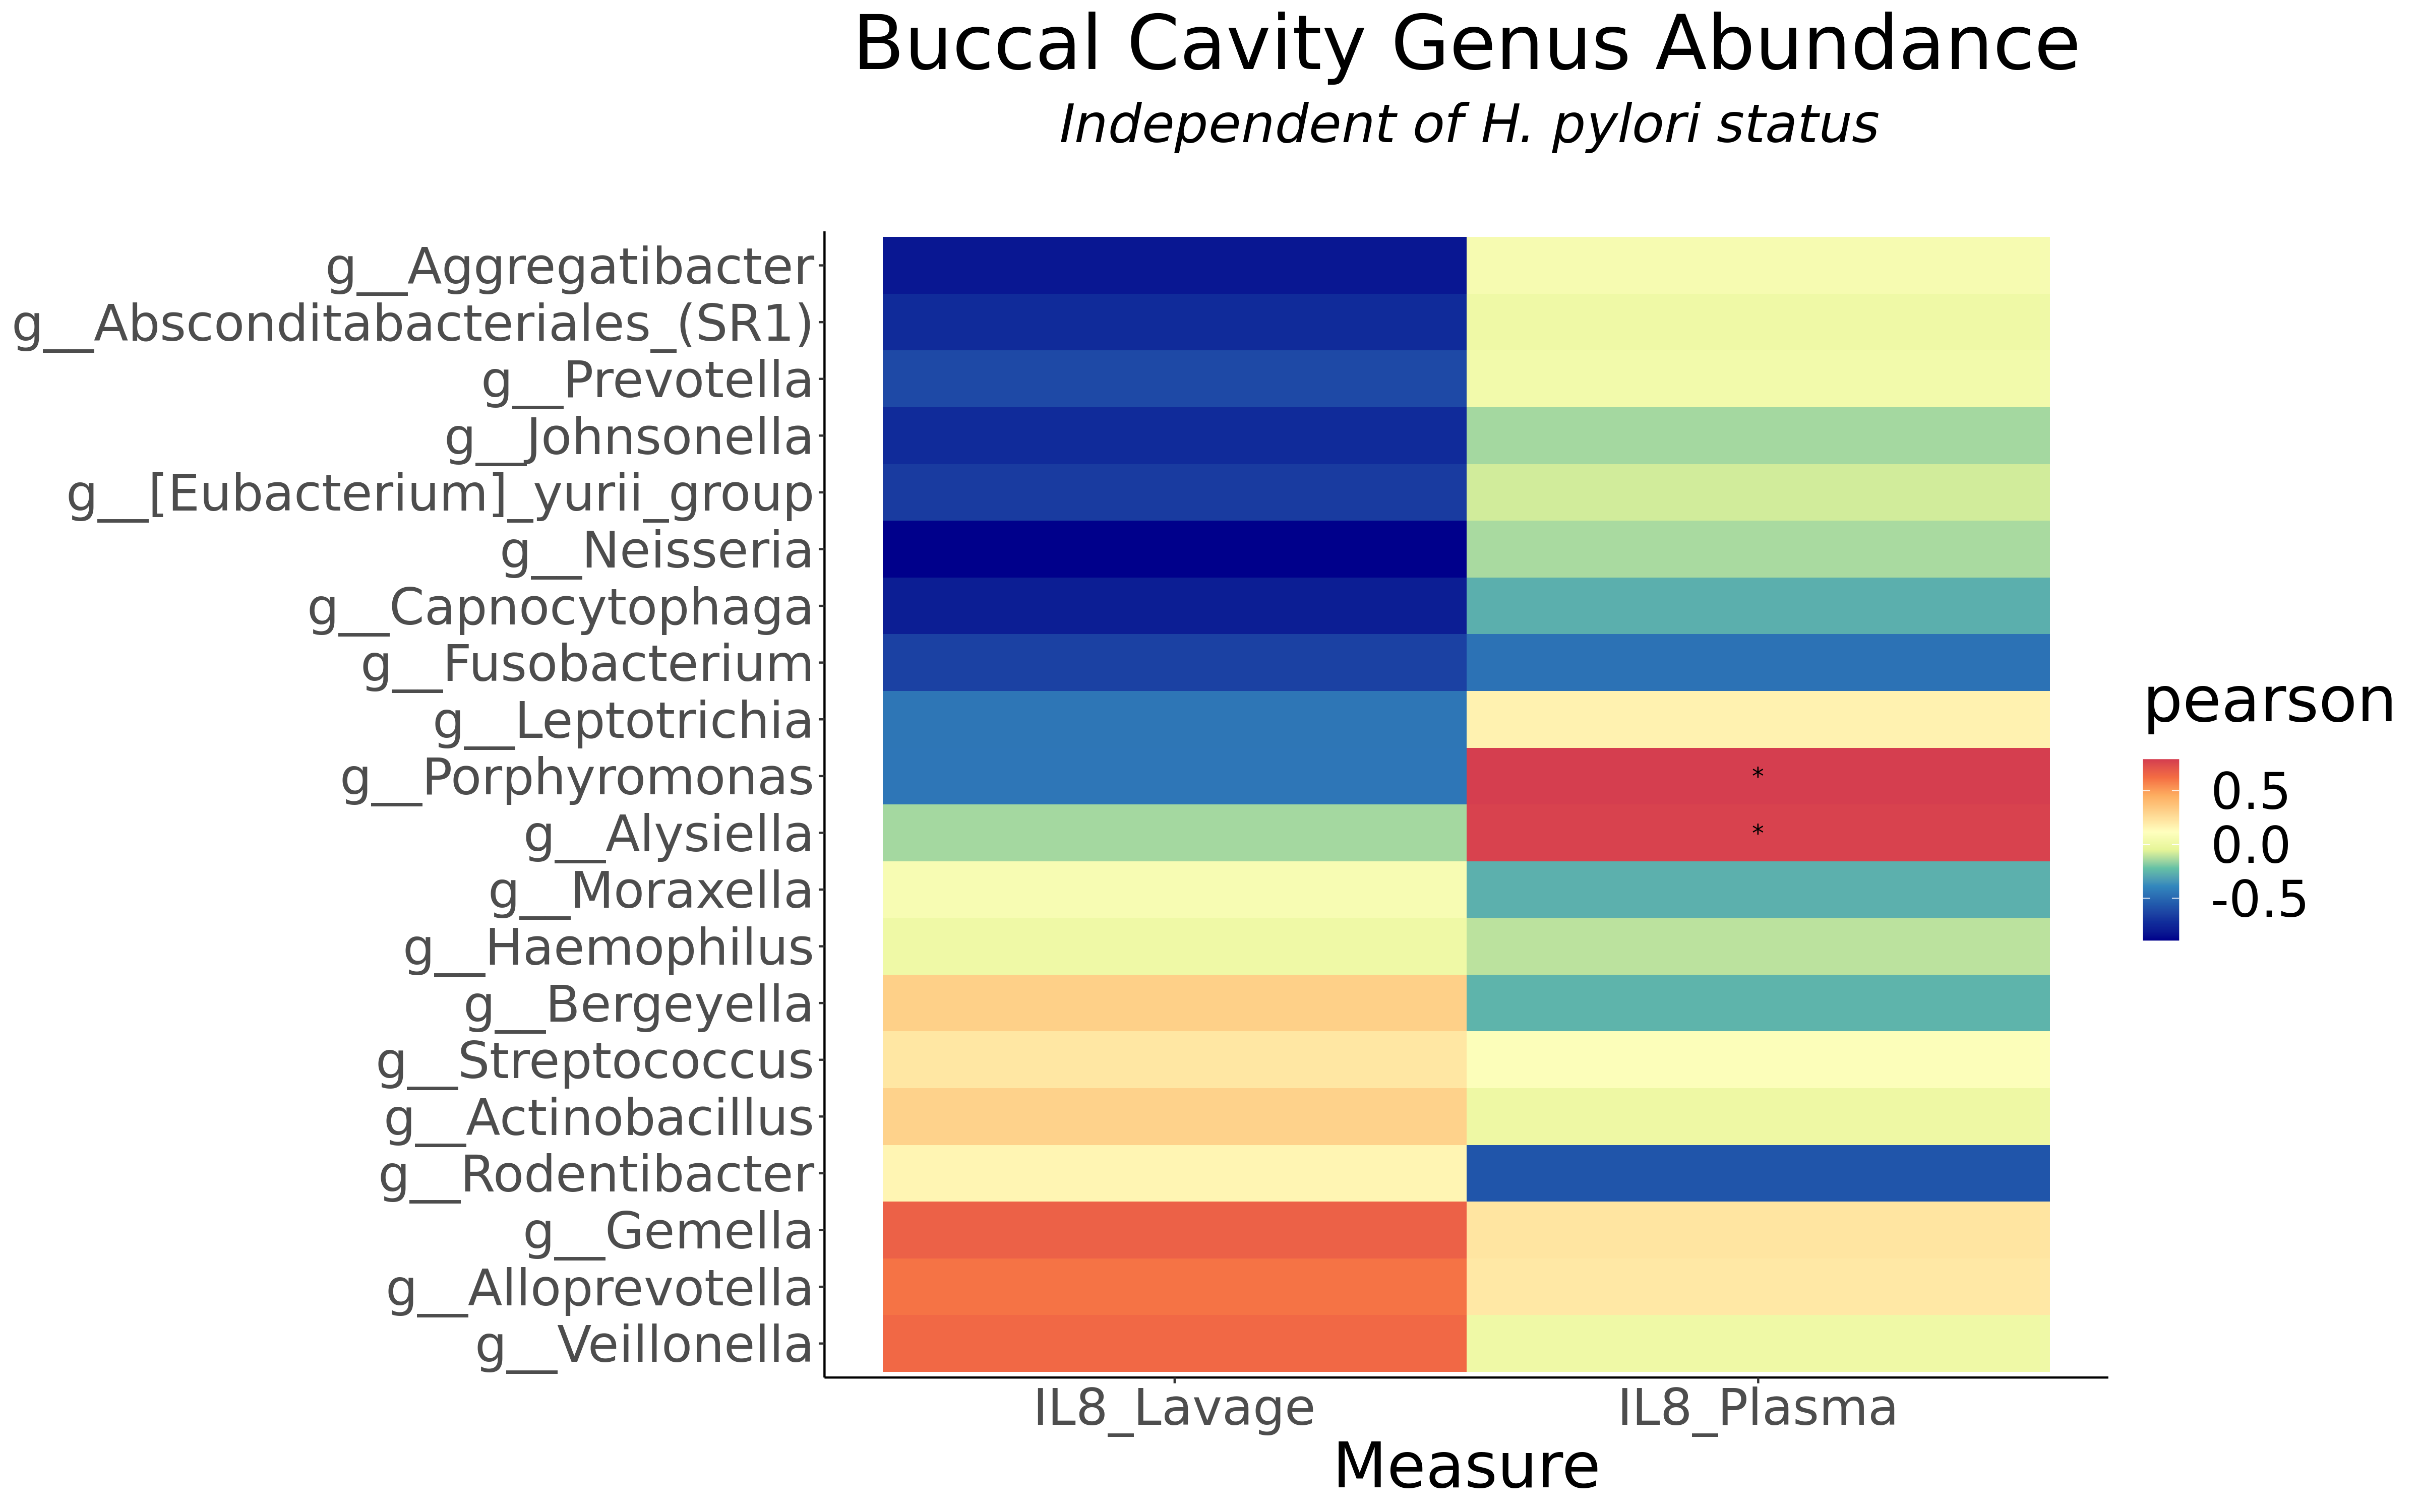 Buccal Cavity Genus Abundance
Independent of H. pylori status
g__Aggregatibacter
g__Absconditabacteriales_(SR1)
g__Prevotella
g__Johnsonella
g__[Eubacterium]_yurii_group
g__Neisseria
g__Capnocytophaga
g__Fusobacterium
g__Leptotrichia
g__Porphyromonas
*
g__Alysiella
*
g__Moraxella
g__Haemophilus
g__Bergeyella
g__Streptococcus
g__Actinobacillus
g__Rodentibacter
g__Gemella
g__Alloprevotella
g__Veillonella
IL8_Lavage
IL8_Plasma
Measure
pearson
0.5
0.0
-0.5